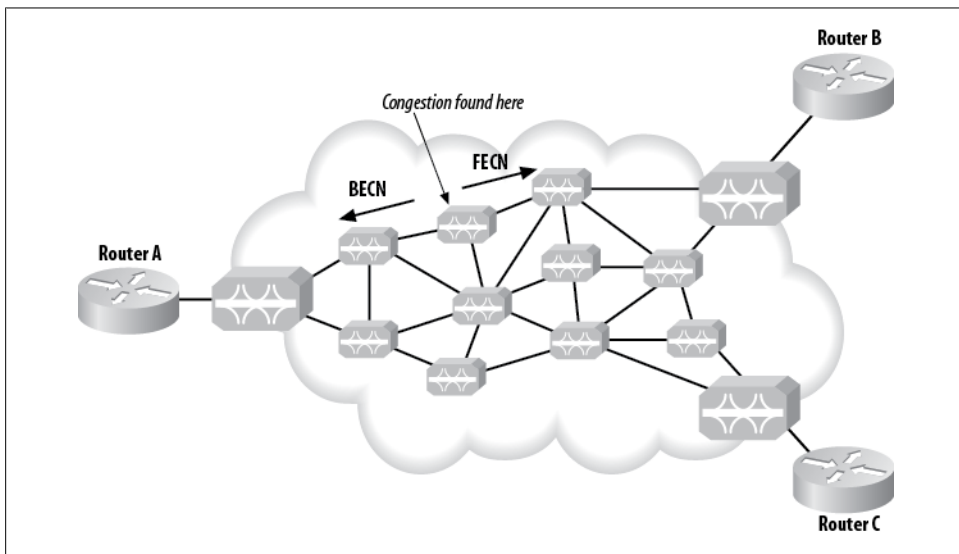 Router B
Congestion found here
FECN
BECN
Router A
Router C